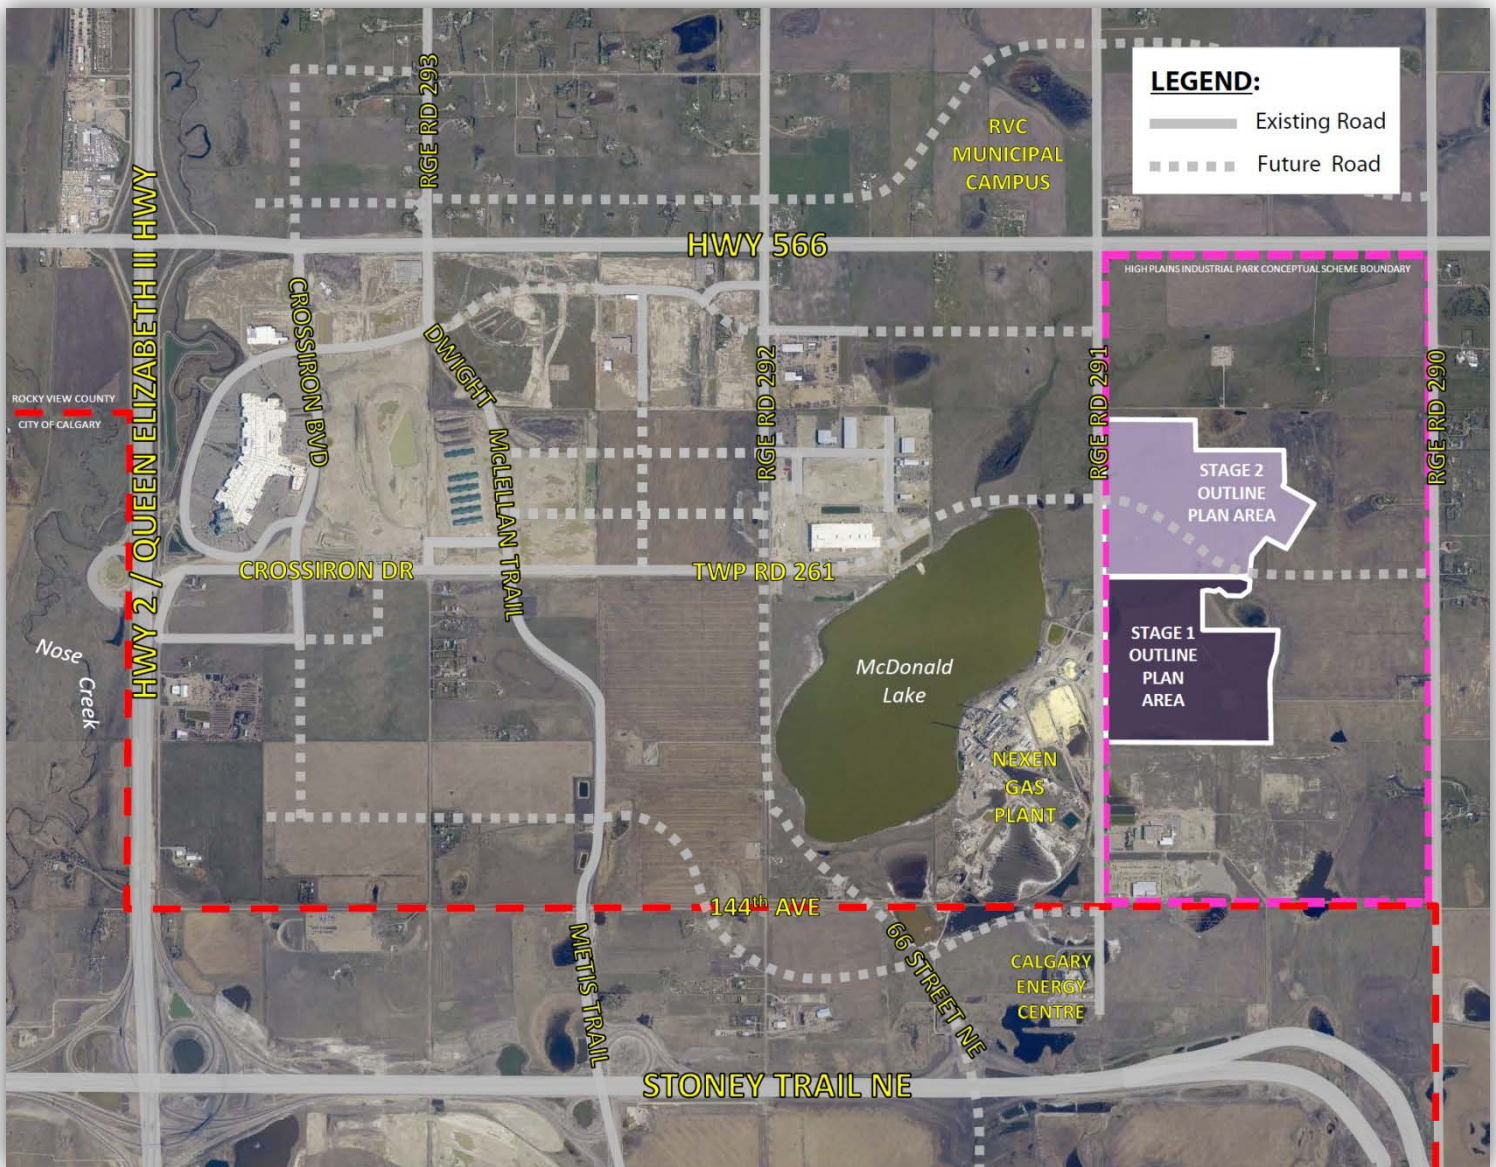 LEGEND:
Existing Road
Future Road
RGE RD 293
RVC
MUNICIPAL
CAMPUS
HWY 566
HIGH PLAINS INDUSTRIAL PARK CONCEPTUAL SCHEME BOUNDARY
HWY 2 / QUEEN ELIZABETH II HWY
CROSSIRON BVD
DWIGHT McLELLAN TRAIL
RGE RD 292
RGE RD 291
RGE RD 290
ROCKY VIEW COUNTY
CITY OF CALGARY
STAGE 2
OUTLINE
PLAN AREA
CROSSIRON DR
TWP RD 261
STAGE 1
OUTLINE
PLAN
AREA
Nose
Creek
McDonald
Lake
NEXEN
GAS
PLANT
144th AVE
METIS TRAIL
66 STREET NE
CALGARY
ENERGY
CENTRE
STONEY TRAIL NE